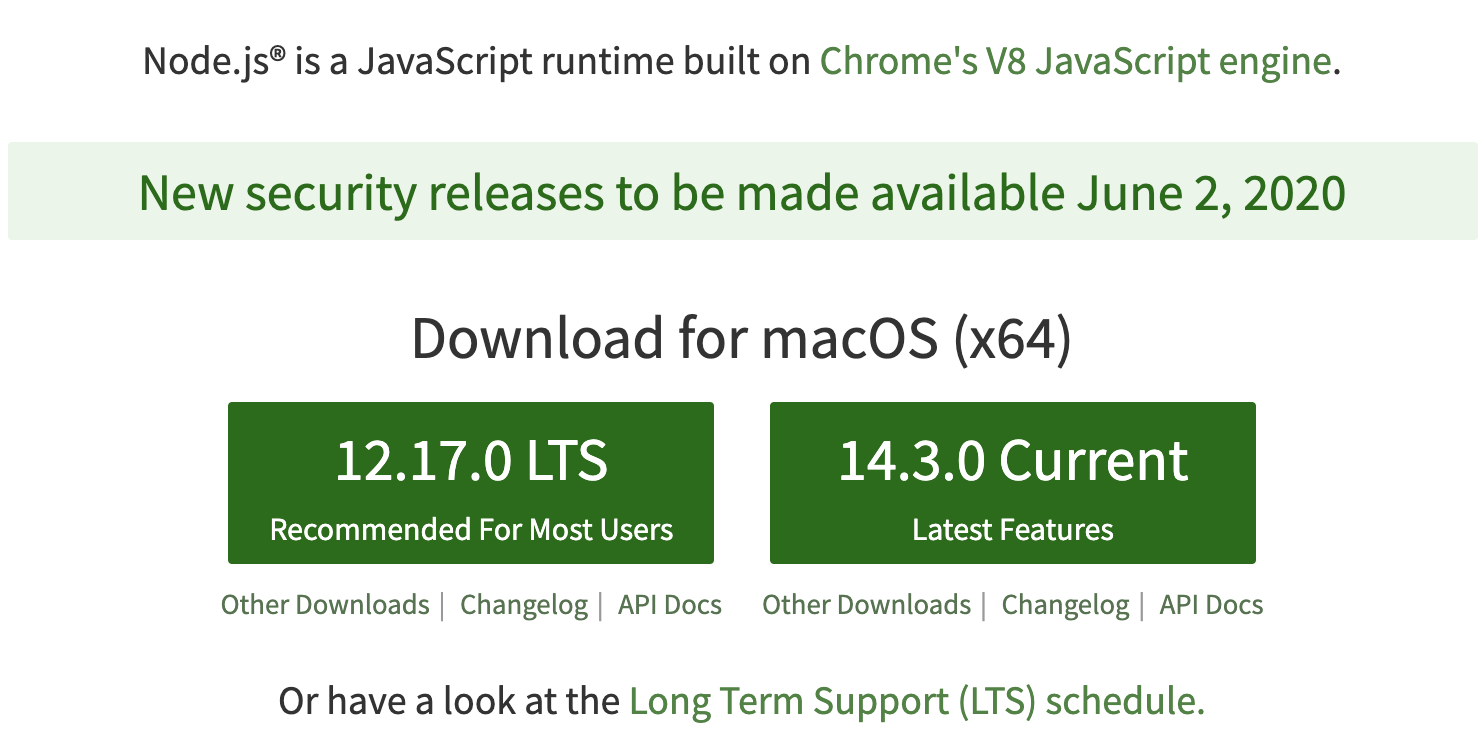 Node.js® is a JavaScript runtime built on Chrome's V8 JavaScript engine.
New security releases to be made available June 2, 2020
Download for macOS (x64)
12.17.0 LTS
Recommended For Most Users
14.3.0 Current
Latest Features
Other Downloads | Changelog | API Docs
Other Downloads | Changelog | API Docs
Or have a look at the Long Term Support (LTS) schedule.